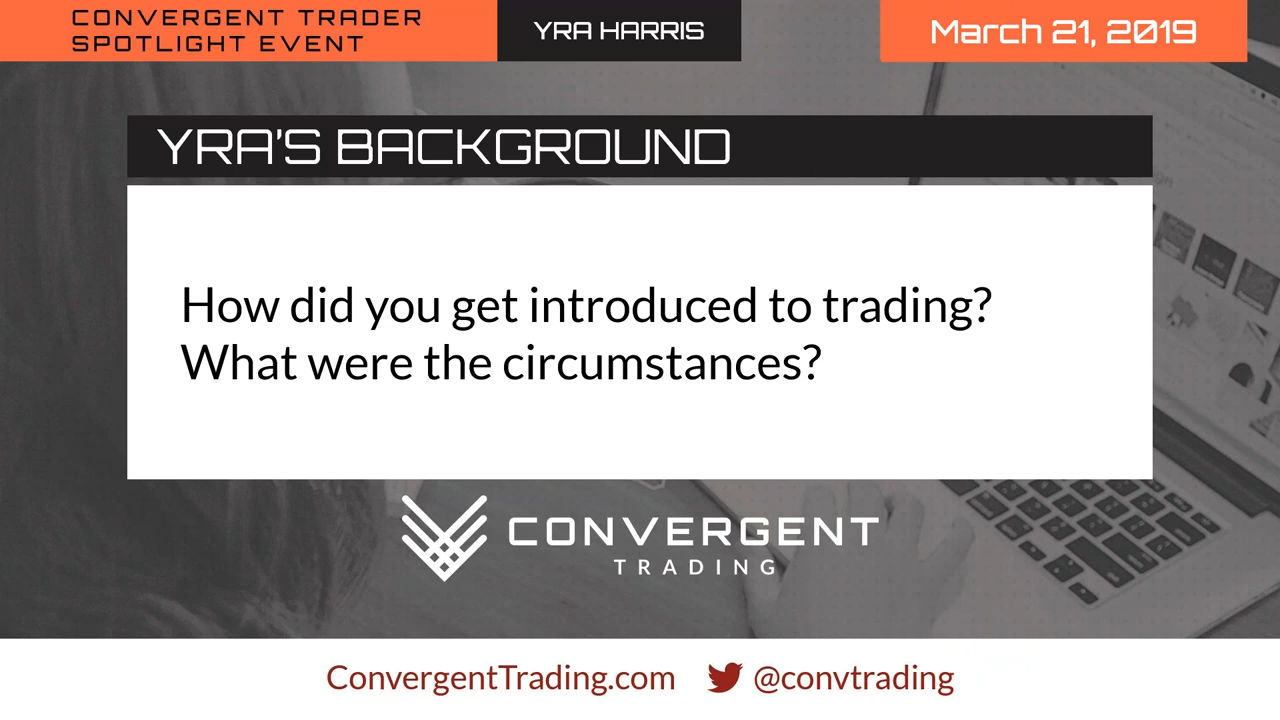 CONVERGENT TRADER
SPOTLIGHT EVENT
YRA HARRIS
March 21, 2019
YRA'S BACKGROUND
How did you get introduced to trading?
What were the circumstances?
CONVERGENT
TRADING
ConvergentTrading.com @convtrading